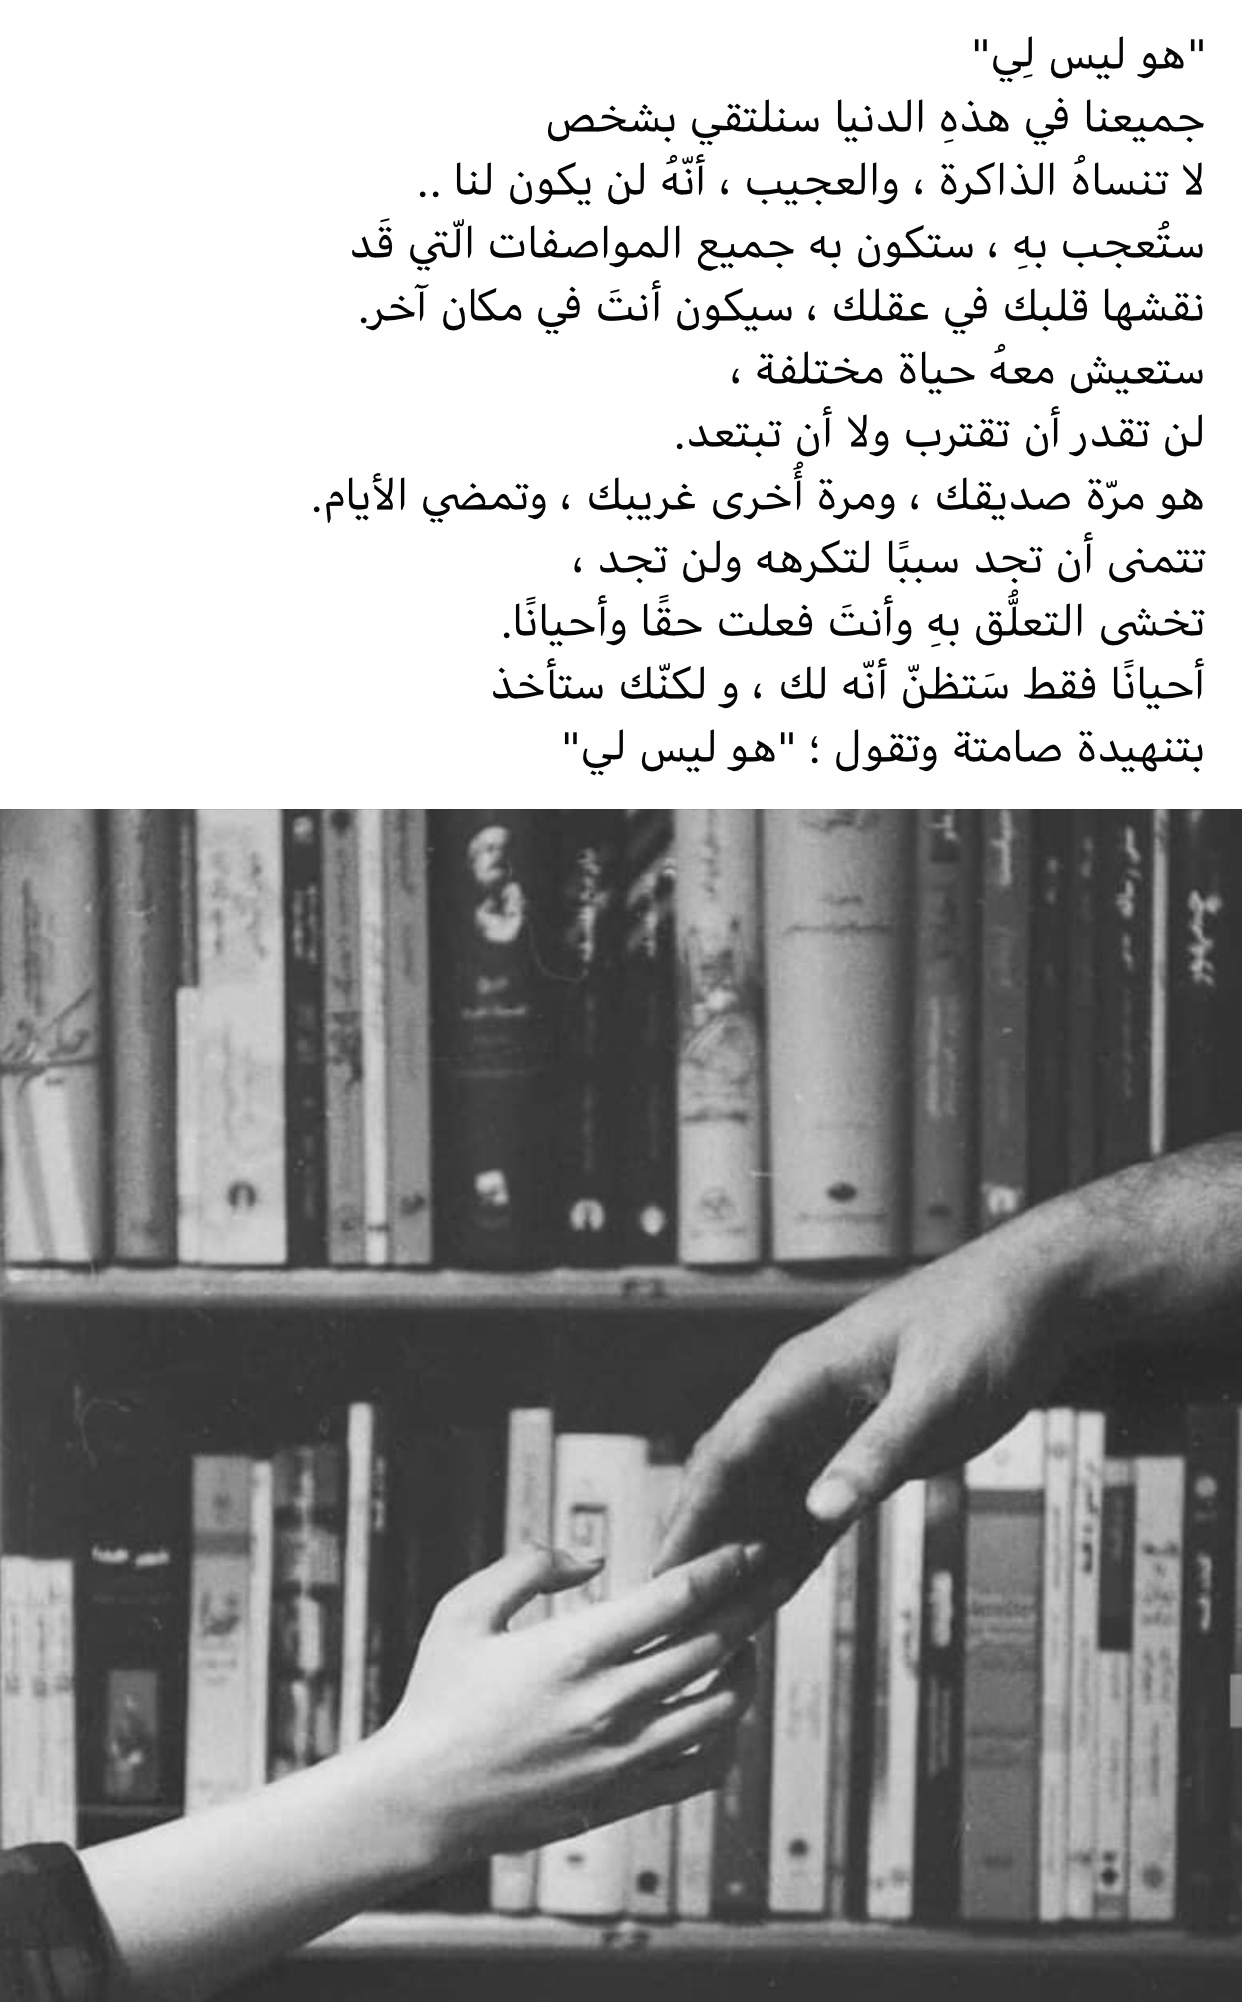 "هو ليس لِي"
جميعنا في هذهِ الدنيا سنلتقي بشخص
لا تنساهُ الذاكرة ، والعجيب ، أنّهُ لن يكون لنا ..
ستُعجب بهِ ، ستكون به جميع المواصفات الّتي قَد
نقشها قلبك في عقلك ، سيكون أنتَ في مكان آخر.
ستعيش معهُ حياة مختلفة ،
لن تقدر أن تقترب ولا أن تبتعد.
هو مرّة صديقك ، ومرة أُخرى غريبك ، وتمضي الأيام.
تتمنى أن تجد سببًا لتكرهه ولن تجد ،
تخشى التعلُّق بهِ وأنتَ فعلت حقًا وأحيانًا.
أحيانًا فقط سَتظنّ أنّه لك ، و لكنّك ستأخذ
بتنهيدة صامتة وتقول ؛ "هو ليس لي"